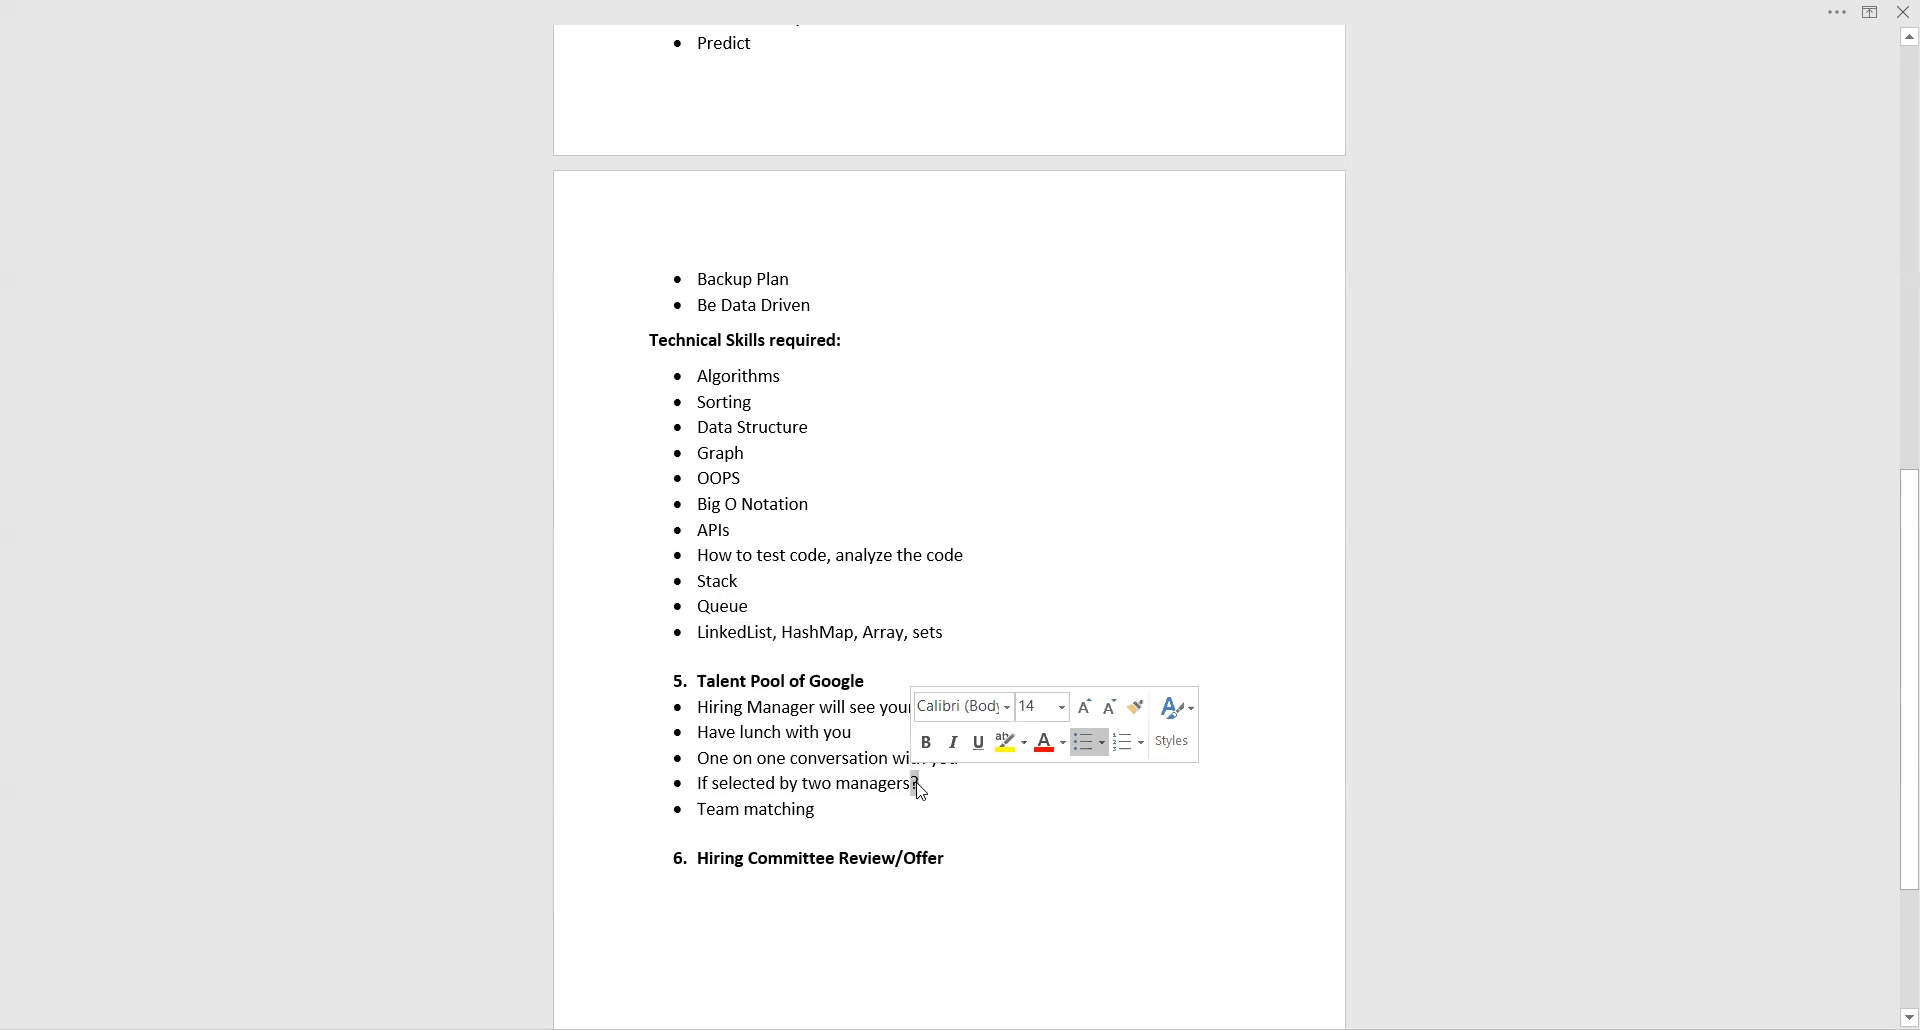 Predict
Backup Plan
Be Data Driven
Technical Skills required:
Algorithms
Sorting
Data Structure
Graph
OOPS
Big O Notation
APIs
How to test code, analyze the code
Stack
Queue
LinkedList, HashMap, Array, sets
5. Talent Pool of Google
Hiring Manager will see your
Calibri (Body
14
Have lunch with you
Styles
One on one conversation with you
If selected by two managers?
Team matching
6. Hiring Committee Review/Offer